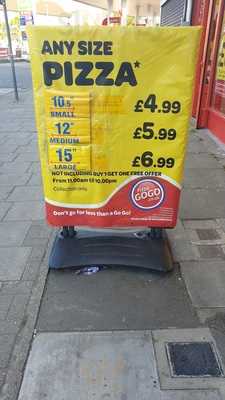 ANY SIZE
PIZZA*
10.5"
SMALL
£4.99
12"
MEDIUM
£5.99
15"
LARGE
£6.99
NOT INCLUDING BUY 1 GET ONE FREE OFFER
From 11.00am til 10.00pm
Collection only
GOGO
Don't go for less than a Go Go!